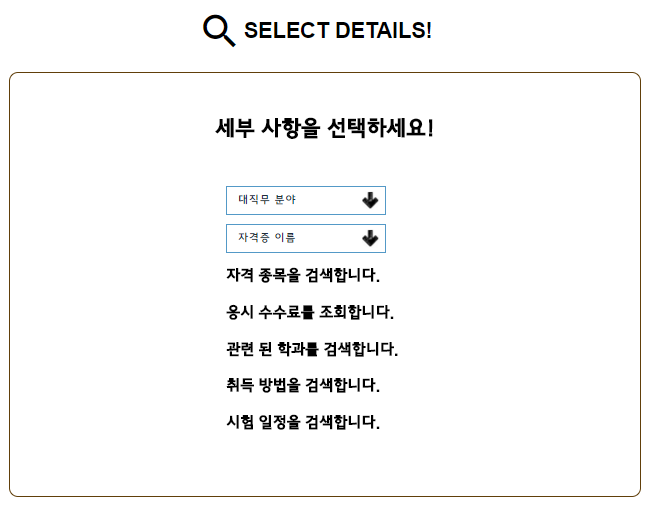 SELECT DETAILS!
세부 사항을 선택하세요!
대직무 분야
자격증 이름
자격 종목을 검색합니다.
응시 수수료를 조회합니다.
관련 된 학과를 검색합니다.
취득 방법을 검색합니다.
시험 일정을 검색합니다.